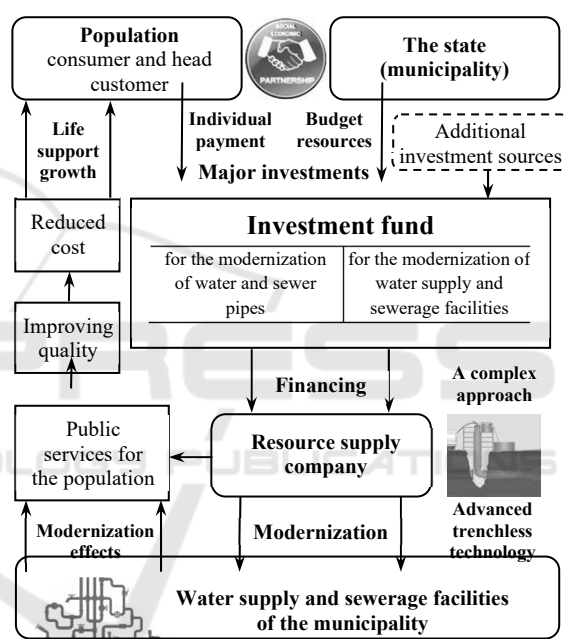 Population
consumer and head
customer
SOCIAL
ECONOMIC
PARTNERSHIP
The state
(municipality)
Life
support
growth
Individual
payment
Budget
resources
Major investments
Additional
investment sources
Reduced
cost
Investment fund
for the modernization
of water and sewer
pipes
for the modernization of
water supply and
sewerage facilities
Improving
quality
Financing
A complex
approach
Public
services for
the population
Resource supply
company
Modernization
effects
Modernization
Advanced
trenchless
technology
Water supply and sewerage facilities
of the municipality